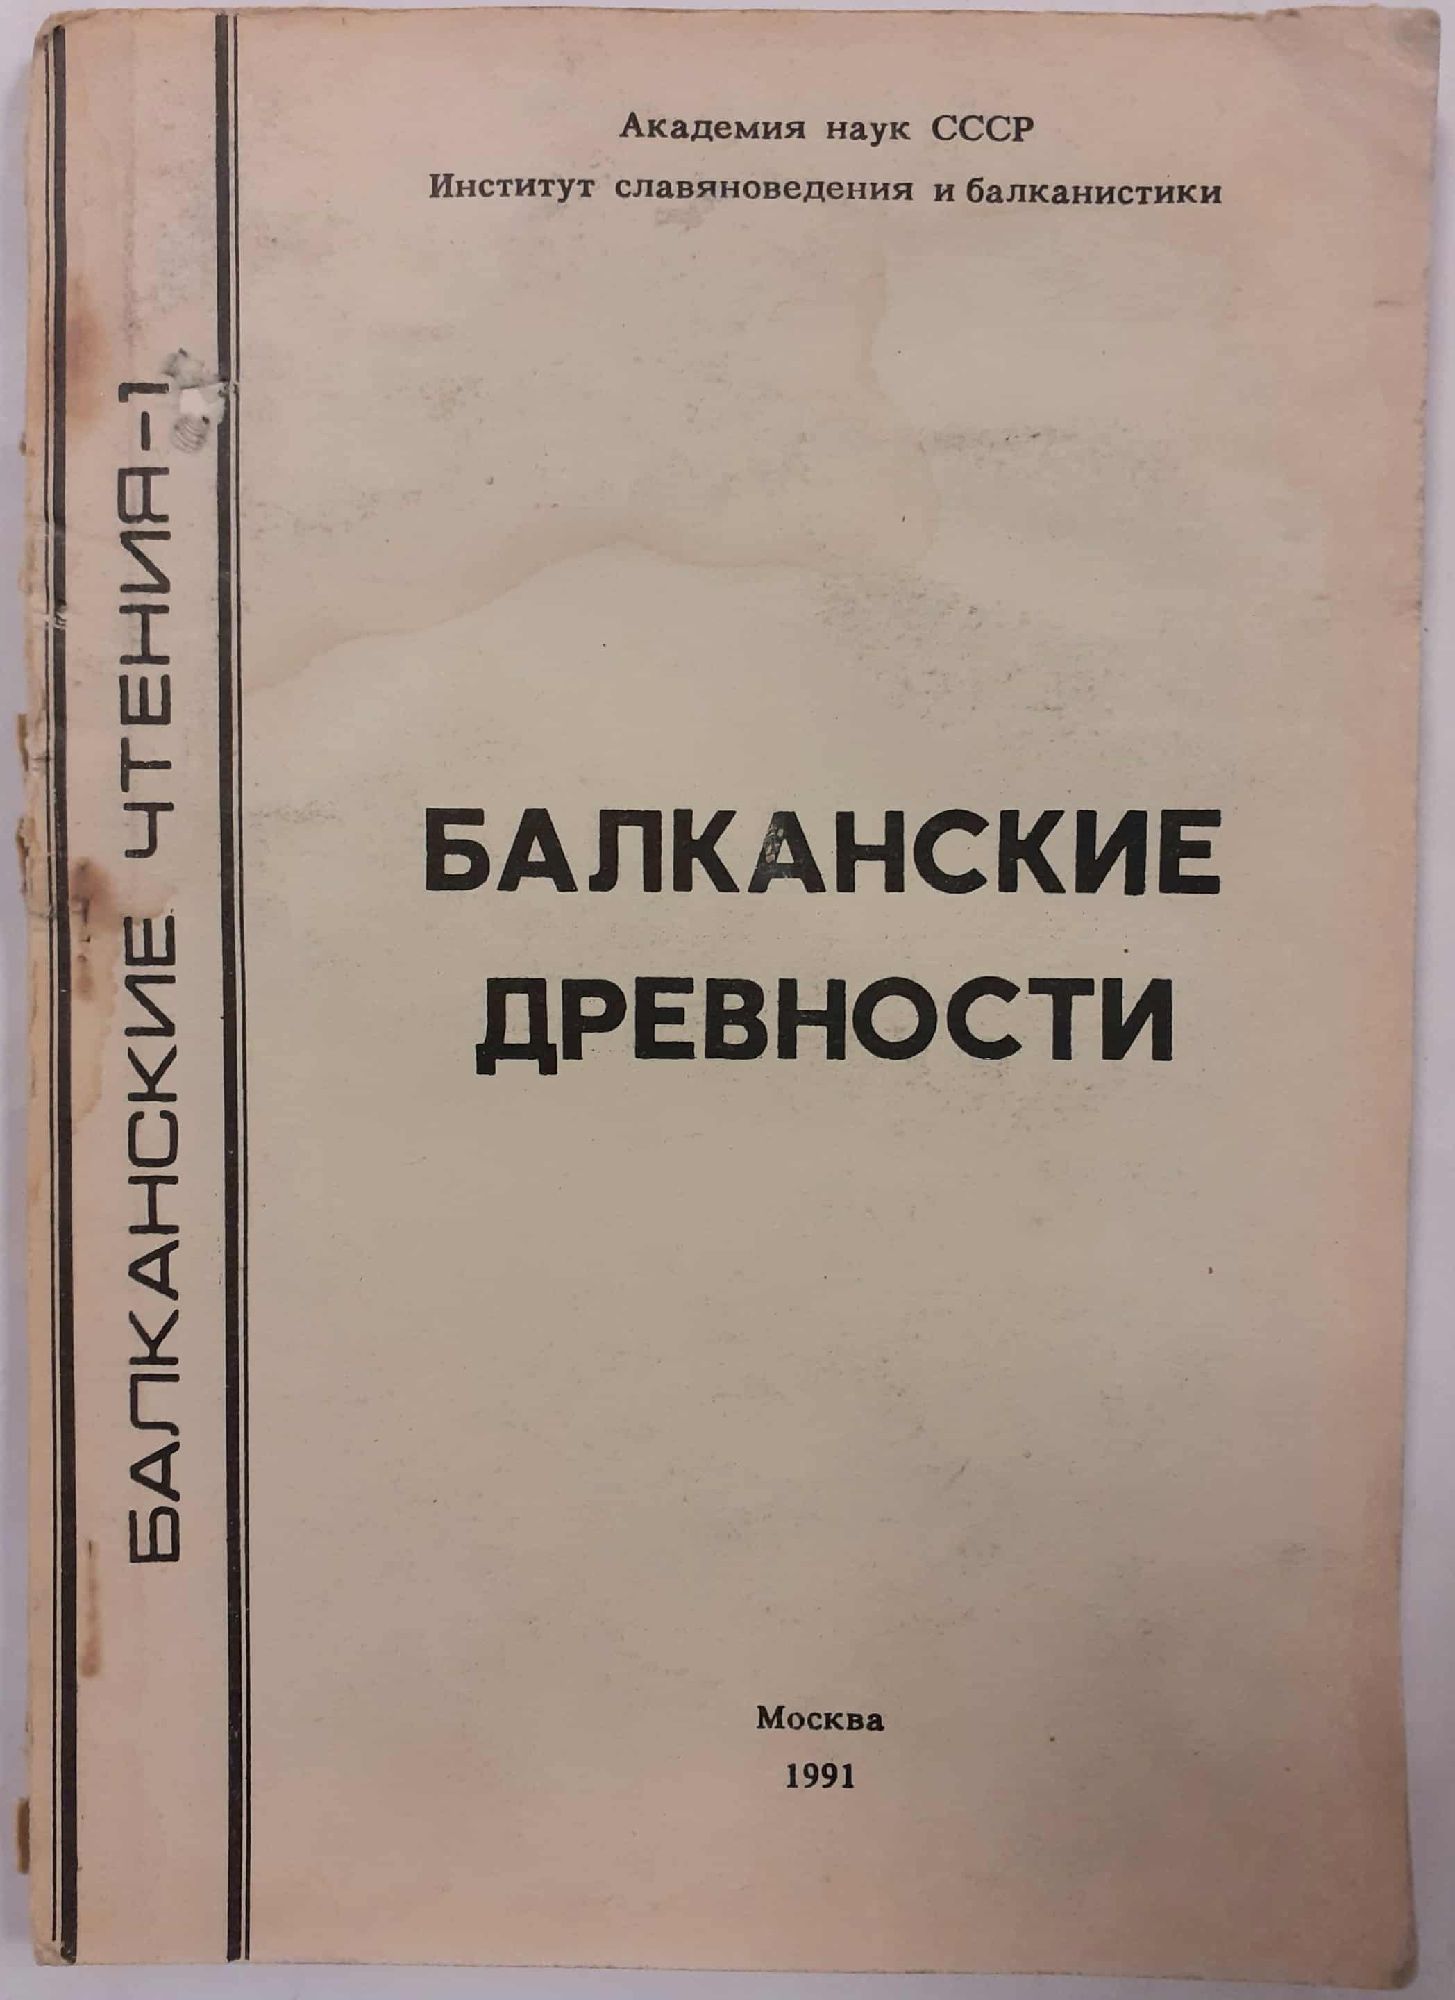 Академия наук СССР
Институт славяноведения и балканистики
БАЛКАНСКИЕ ЧТЕНИЯ-1
БАЛКАНСКИЕ
ДРЕВНОСТИ
Москва
1991